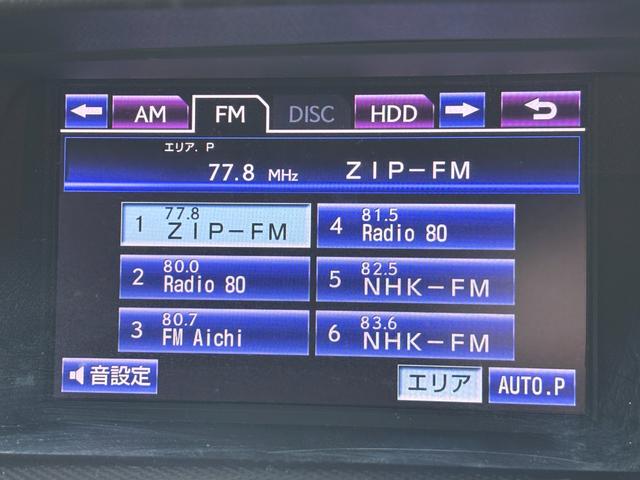 AM FM DISC HDD
エリア. P
77.8 MHz ZIP-FM
1 77.8 ZIP-FM
2 80.0 Radio 80
3 80.7 FM Aichi
4 81.5 Radio 80
5 82.5 NHK-FM
6 83.6 NHK-FM
音設定
エリア AUTO.P